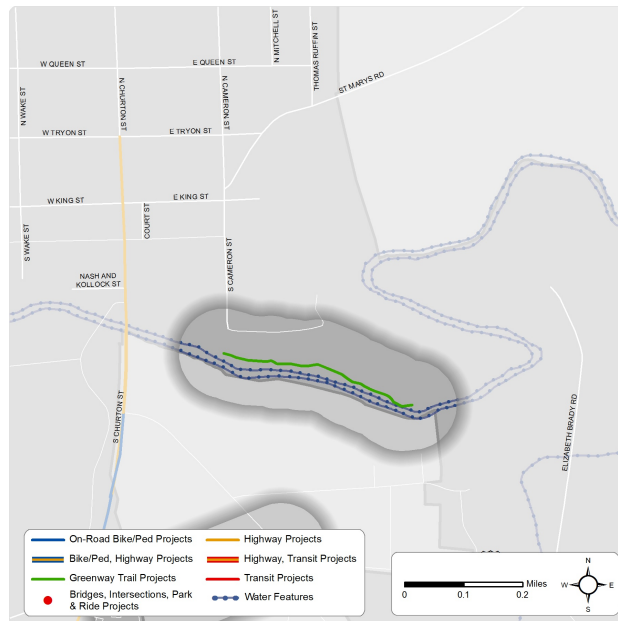 N MITCHELL ST
THOMAS RUFFIN ST
W QUEEN ST
E QUEEN ST
ST MARYS RD
N WAKE ST
N CHURTON ST
N CAMERON ST
W TRYON ST
E TRYON ST
W KING ST
E KING ST
COURT ST
S WAKE ST
S CAMERON ST
NASH AND
KOLLOCK ST
S CHURTON ST
ELIZABETH BRADY RD
On-Road Bike/Ped Projects
Bike/Ped, Highway Projects
Greenway Trail Projects
Bridges, Intersections, Park
& Ride Projects
Highway Projects
Highway, Transit Projects
Transit Projects
Water Features
Miles
0 0.1 0.2
N
W E
S